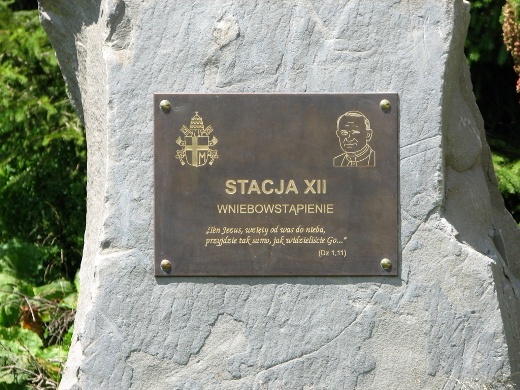 M
STACJA XII
WNIEBOWSTĄPIENIE
„Ten Jezus, wzięty od was do nieba,
przyjdzie tak samo, jak widzieliście Go...”
(Dz 1,11)